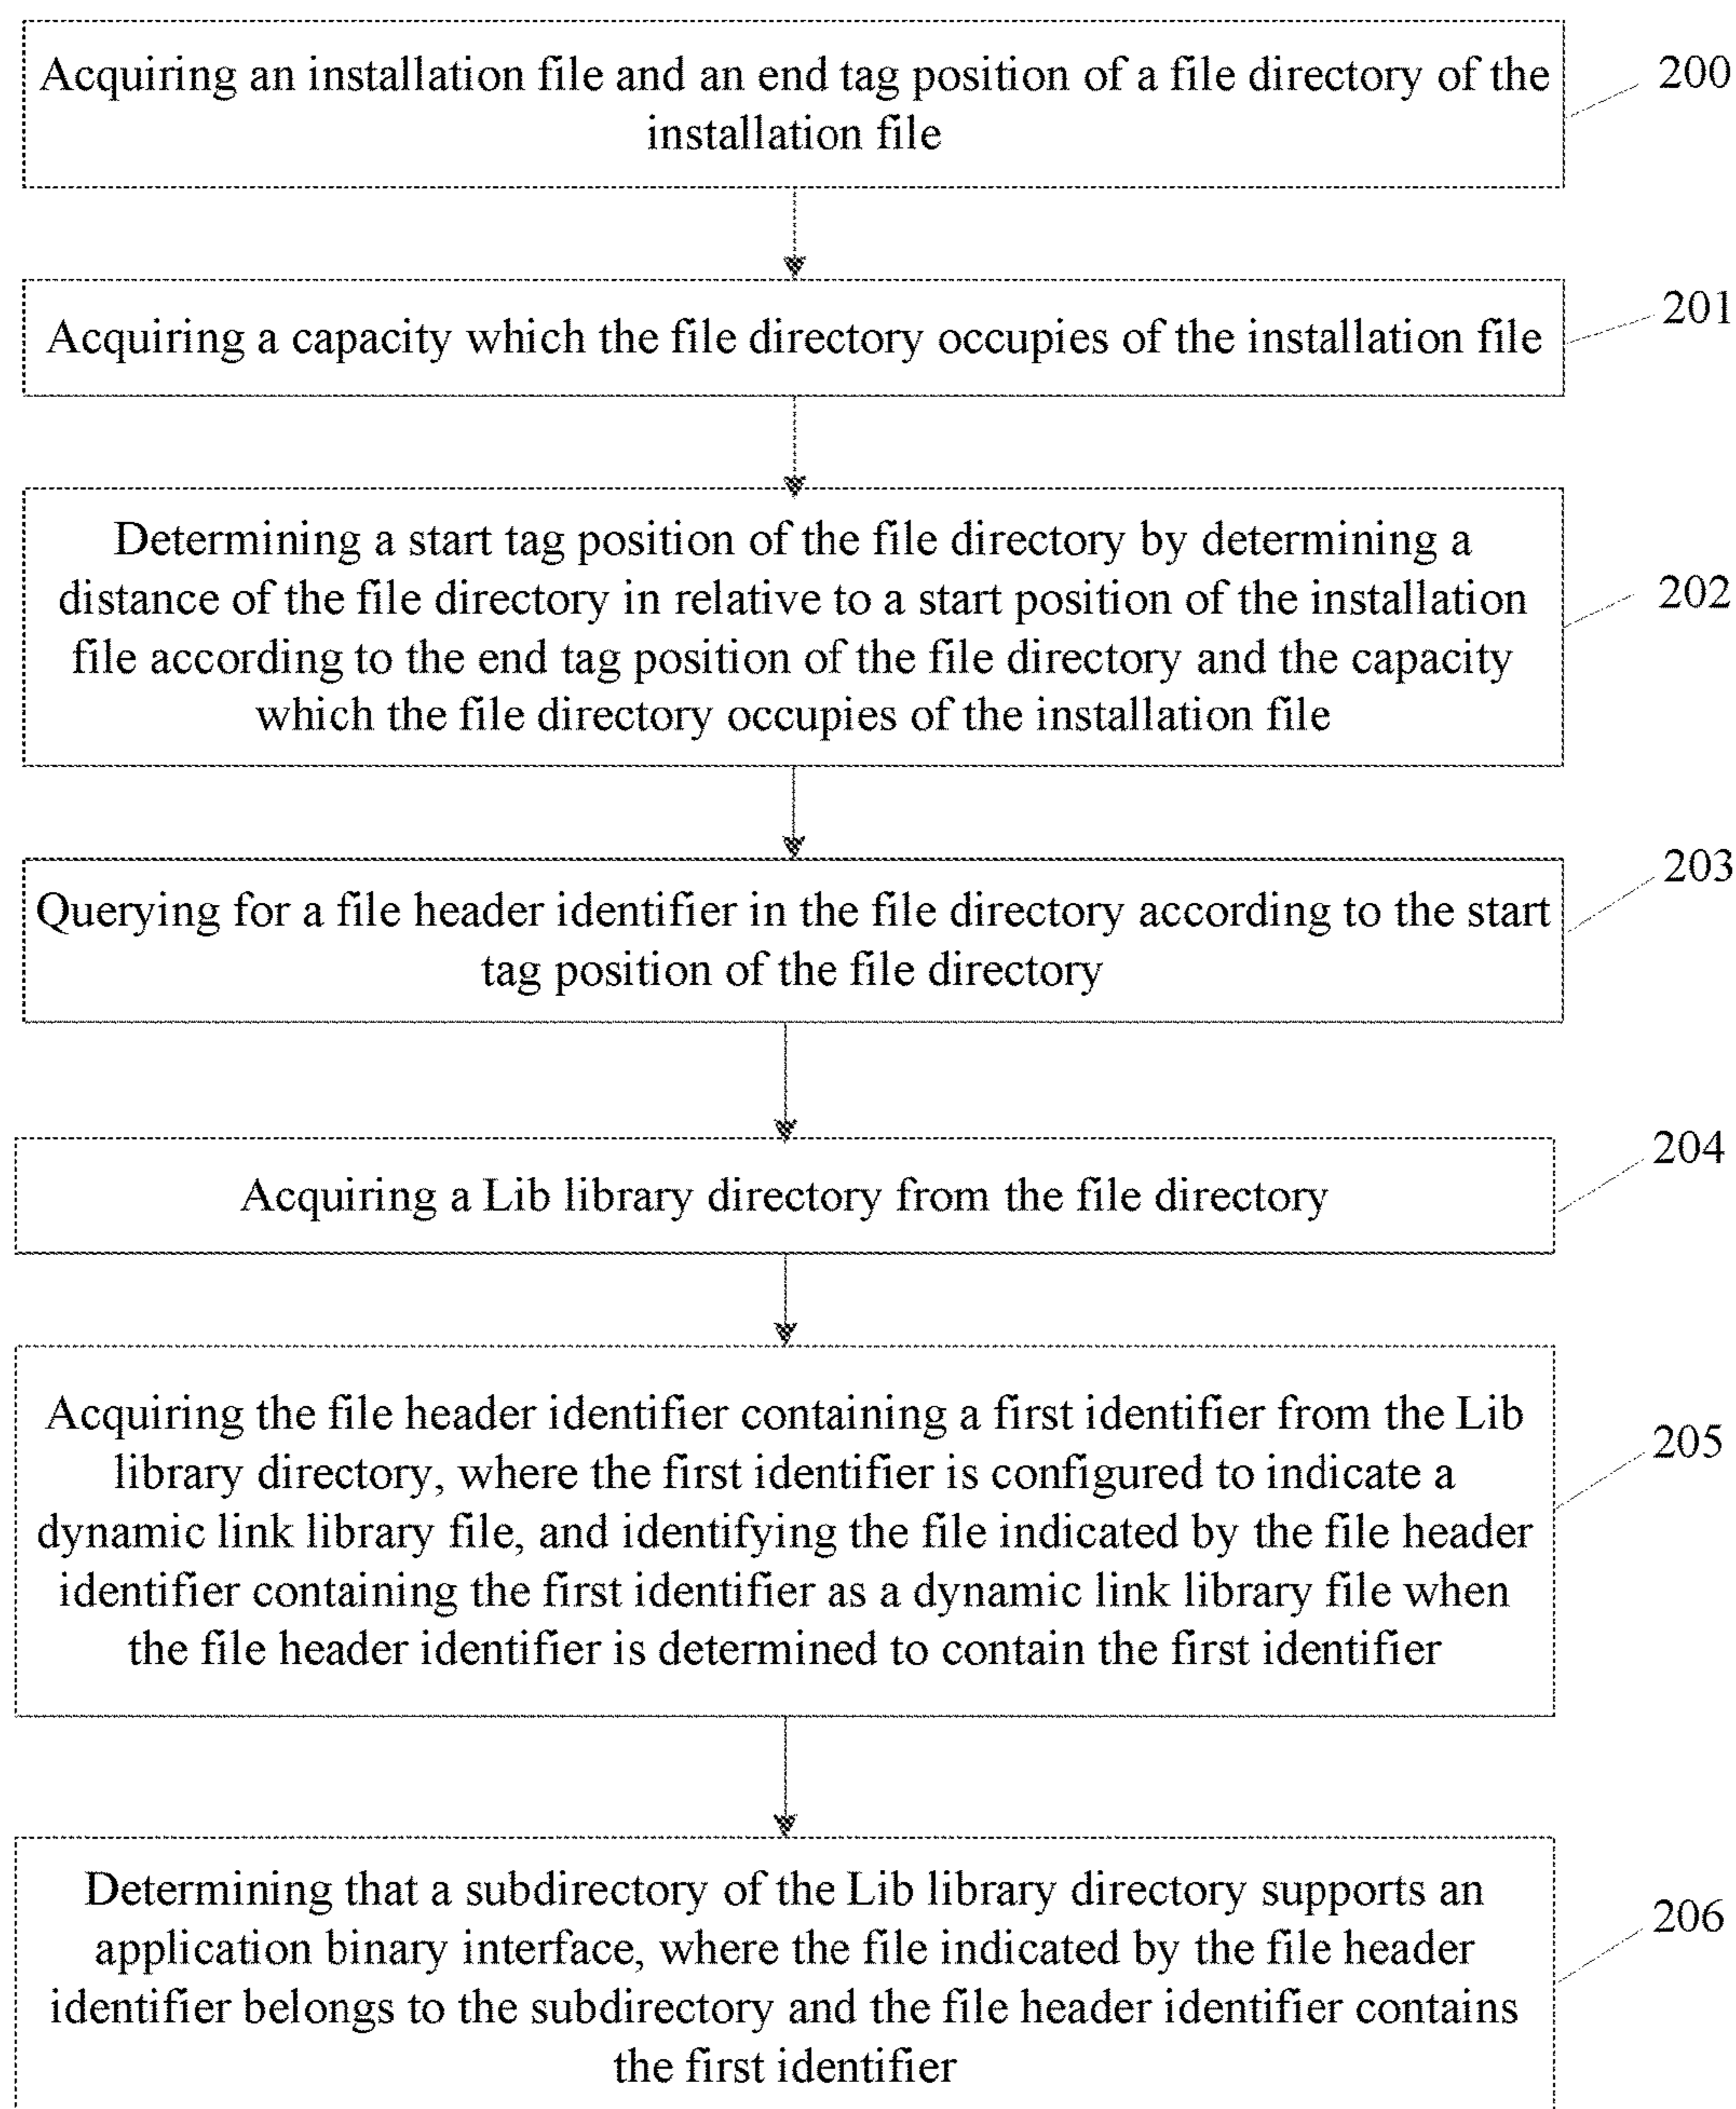 Acquiring an installation file and an end tag position of a file directory of the
installation file
200
Acquiring a capacity which the file directory occupies of the installation file
201
Determining a start tag position of the file directory by determining a
distance of the file directory in relative to a start position of the installation
file according to the end tag position of the file directory and the capacity
which the file directory occupies of the installation file
202
Querying for a file header identifier in the file directory according to the start
tag position of the file directory
203
Acquiring a Lib library directory from the file directory
204
Acquiring the file header identifier containing a first identifier from the Lib
library directory, where the first identifier is configured to indicate a
dynamic link library file, and identifying the file indicated by the file header
identifier containing the first identifier as a dynamic link library file when
the file header identifier is determined to contain the first identifier
205
Determining that a subdirectory of the Lib library directory supports an
application binary interface, where the file indicated by the file header
identifier belongs to the subdirectory and the file header identifier contains
the first identifier
206